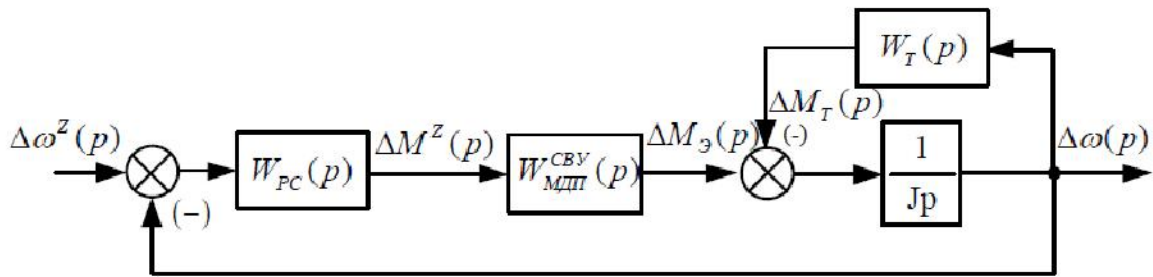 W_T(p)
Δω^Z(p)
(−)
W_PC(p)
ΔM^Z(p)
W_МДП^СВУ(p)
ΔM_Э(p)
ΔM_T(p)
(-)
1
Jp
Δω(p)